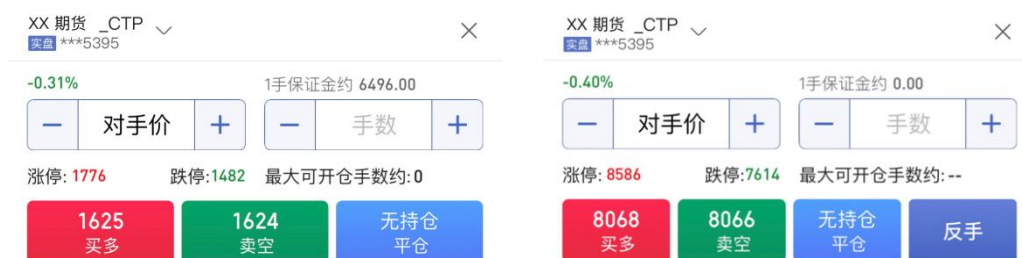 XX 期货 _CTP
实盘 ***5395
-0.31%
1手保证金约 6496.00
对手价
手数
涨停: 1776 跌停:1482 最大可开仓手数约:0
1625
买多
1624
卖空
无持仓
平仓
XX 期货 _CTP
实盘 ***5395
-0.40%
1手保证金约 0.00
对手价
手数
涨停: 8586 跌停:7614 最大可开仓手数约:--
8068
买多
8066
卖空
无持仓
平仓
反手